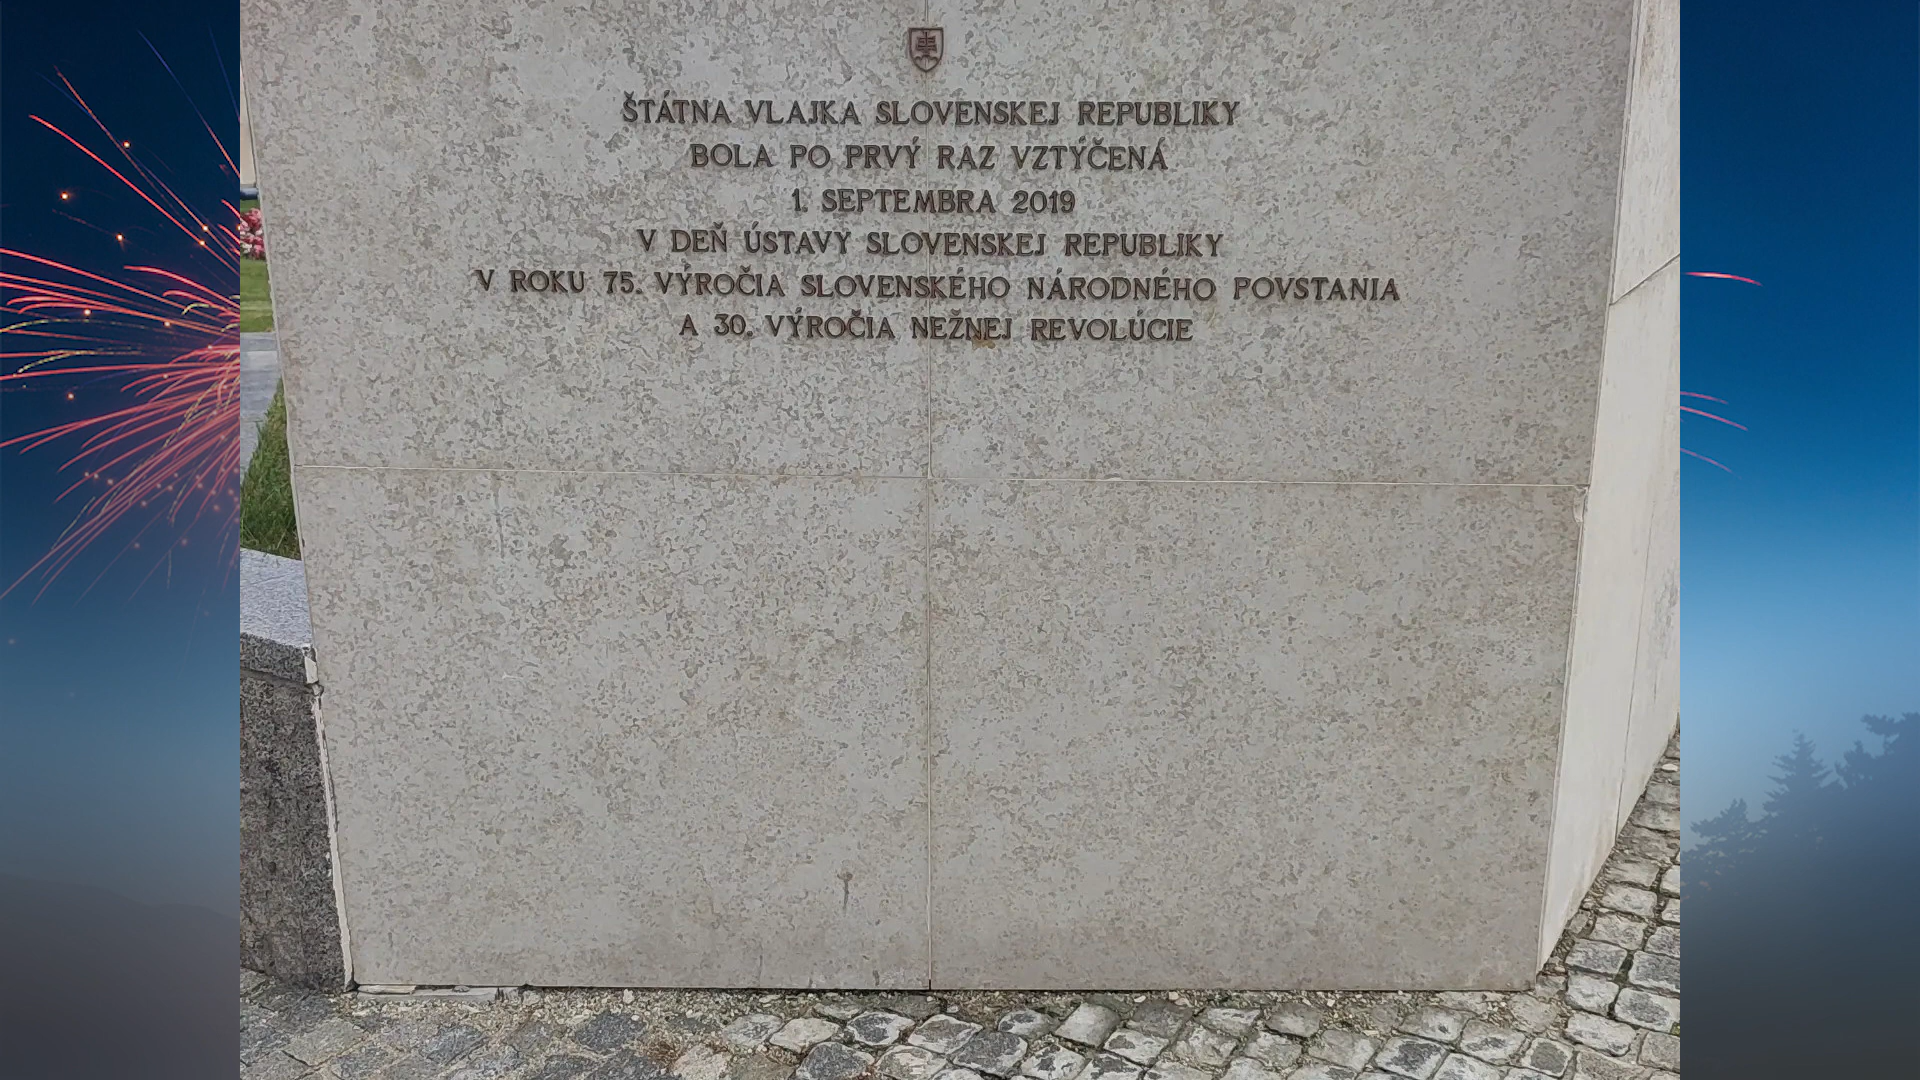 ŠTÁTNA VLAJKA SLOVENSKEJ REPUBLIKY
BOLA PO PRVÝ RAZ VZTÝČENÁ
1. SEPTEMBRA 2019
V DEŇ ÚSTAVY SLOVENSKEJ REPUBLIKY
V ROKU 75. VÝROČIA SLOVENSKÉHO NÁRODNÉHO POVSTANIA
A 30. VÝROČIA NEŽNEJ REVOLÚCIE